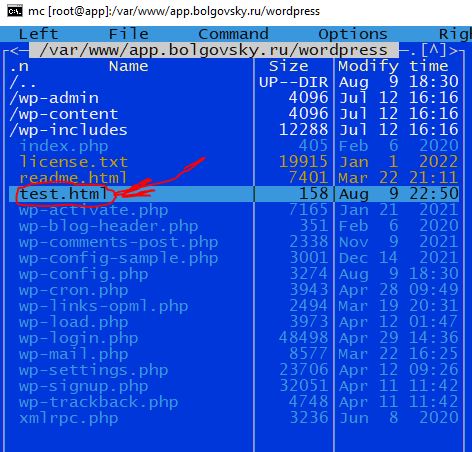 mc [root@app]:/var/www/app.bolgovsky.ru/wordpress
Left File Command Options Rig
<─ /var/www/app.bolgovsky.ru/wordpress ─.[^]>
.n Name Size Modify time
/.. UP--DIR Aug 9 18:30
/wp-admin 4096 Jul 12 16:16
/wp-content 4096 Jul 12 16:16
/wp-includes 12288 Jul 12 16:16
index.php 405 Feb 6 2020
license.txt 19915 Jan 1 2022
readme.html 7401 Mar 22 21:11
test.html 158 Aug 9 22:50
wp-activate.php 7165 Jan 21 2021
wp-blog-header.php 351 Feb 6 2020
wp-comments-post.php 2338 Nov 9 2021
wp-config-sample.php 3001 Dec 14 2021
wp-config.php 3274 Aug 9 18:30
wp-cron.php 3943 Apr 28 09:49
wp-links-opml.php 2494 Mar 19 20:31
wp-load.php 3973 Apr 12 01:47
wp-login.php 48498 Apr 29 14:36
wp-mail.php 8577 Mar 22 16:25
wp-settings.php 23706 Apr 12 09:26
wp-signup.php 32051 Apr 11 11:42
wp-trackback.php 4748 Apr 11 11:42
xmlrpc.php 3236 Jun 8 2020